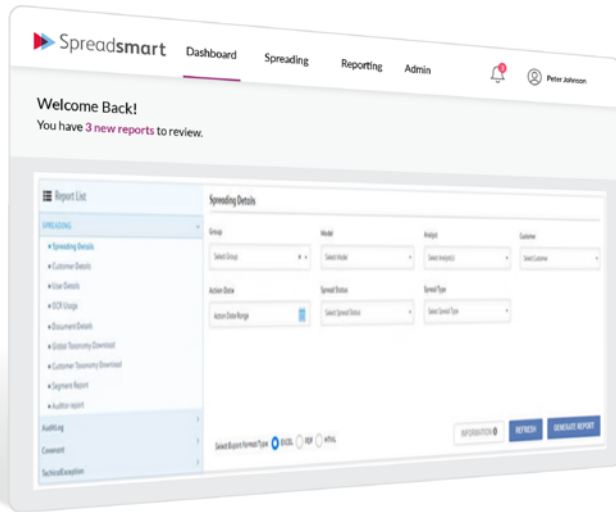 Spreadsmart Dashboard Spreading Reporting Admin 3 Peter Johnson
Welcome Back!
You have 3 new reports to review.
Report List
SPREADING
Spreading Details
Customer Details
User Details
OCR Usage
Document Details
Global Taxonomy Download
Customer Taxonomy Download
Segment Report
Auditor report
AuditLog
Covenant
Spreading Details
Group Model Analyst Customer
Select Group Select Model Select Analyst(s) Select Customer
Action Date Spread Status Spread Type
Action Date Range Select Spread Status Select Spread Type
Select Export Format Type EXCEL PDF HTML
INFORMATION REFRESH GENERATE REPORT